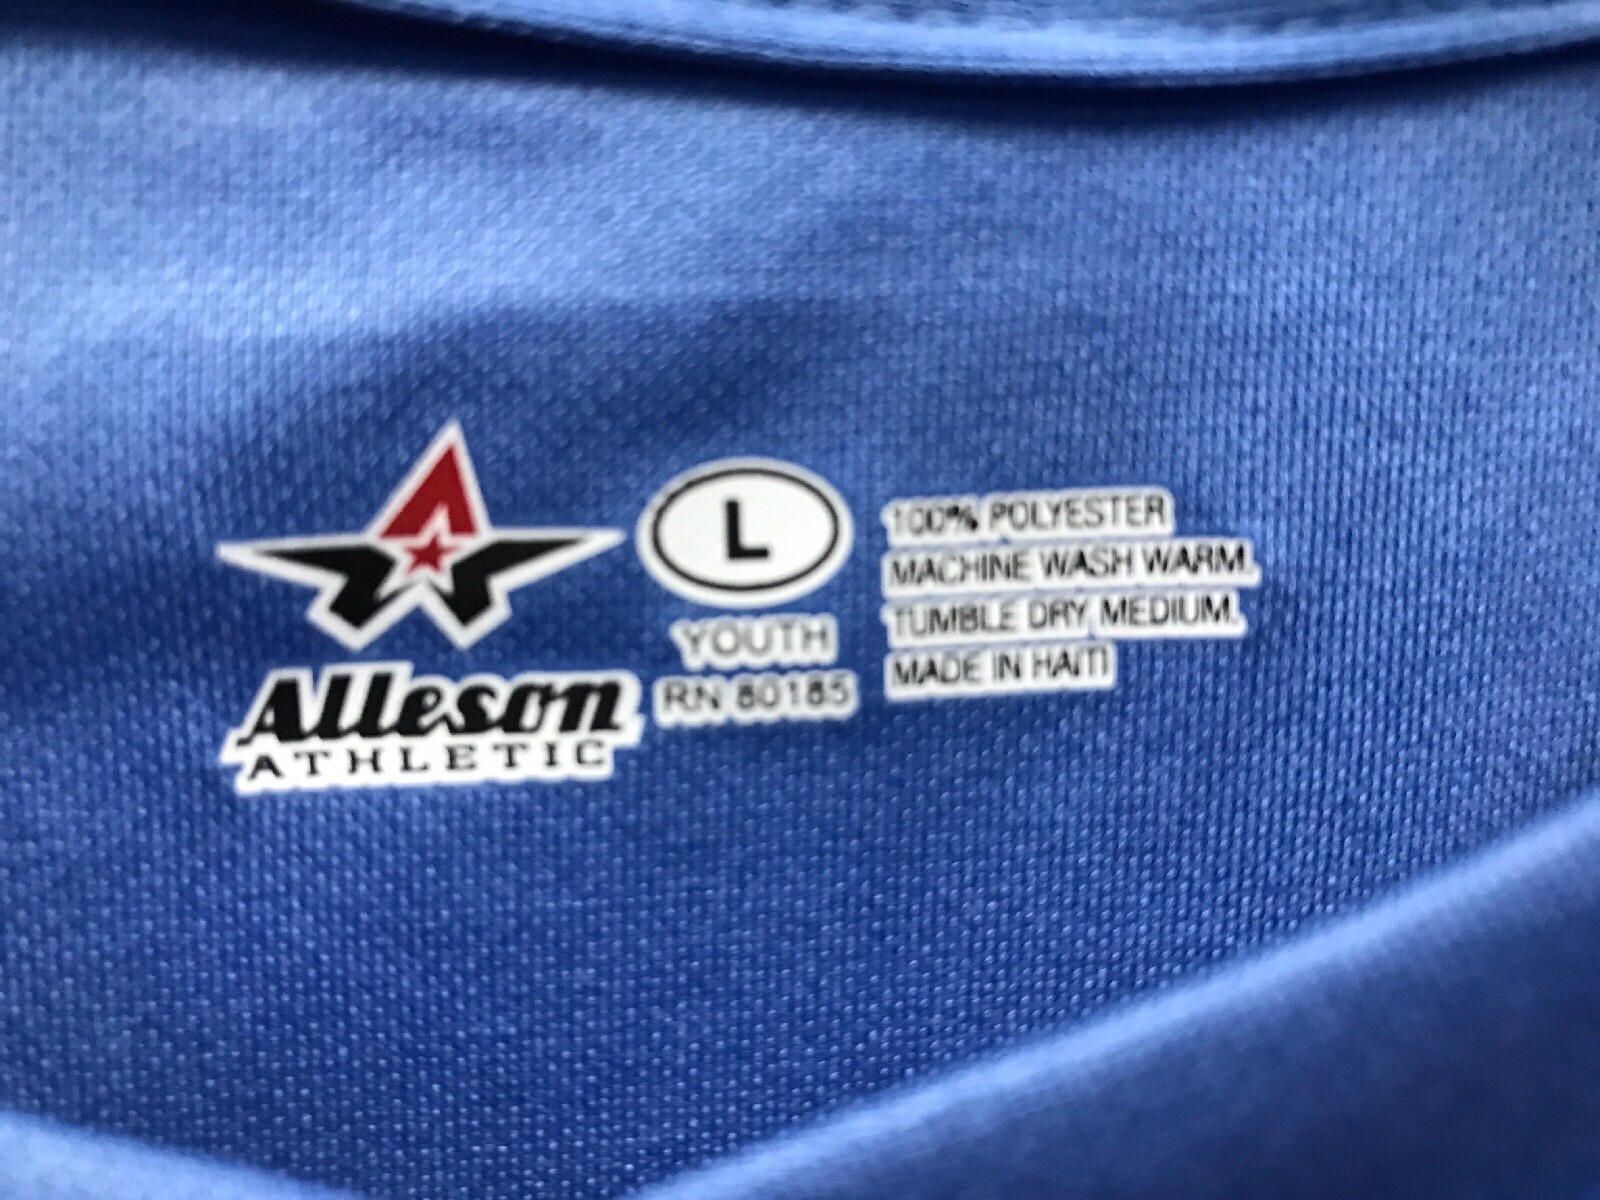 Alleson
ATHLETIC
L
YOUTH
RN 80185
100% POLYESTER
MACHINE WASH WARM.
TUMBLE DRY, MEDIUM.
MADE IN HAITI